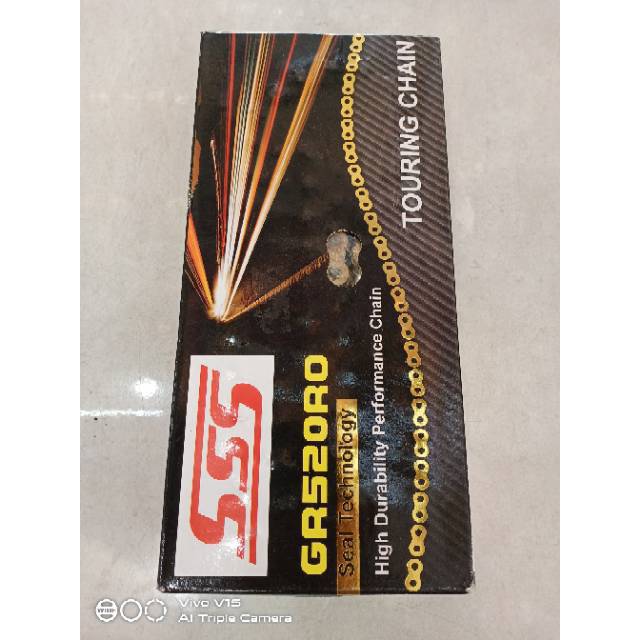 SSS
GR520RO
Seal Technology
High Durability Performance Chain
TOURING CHAIN
Vivo V15
AI Triple Camera